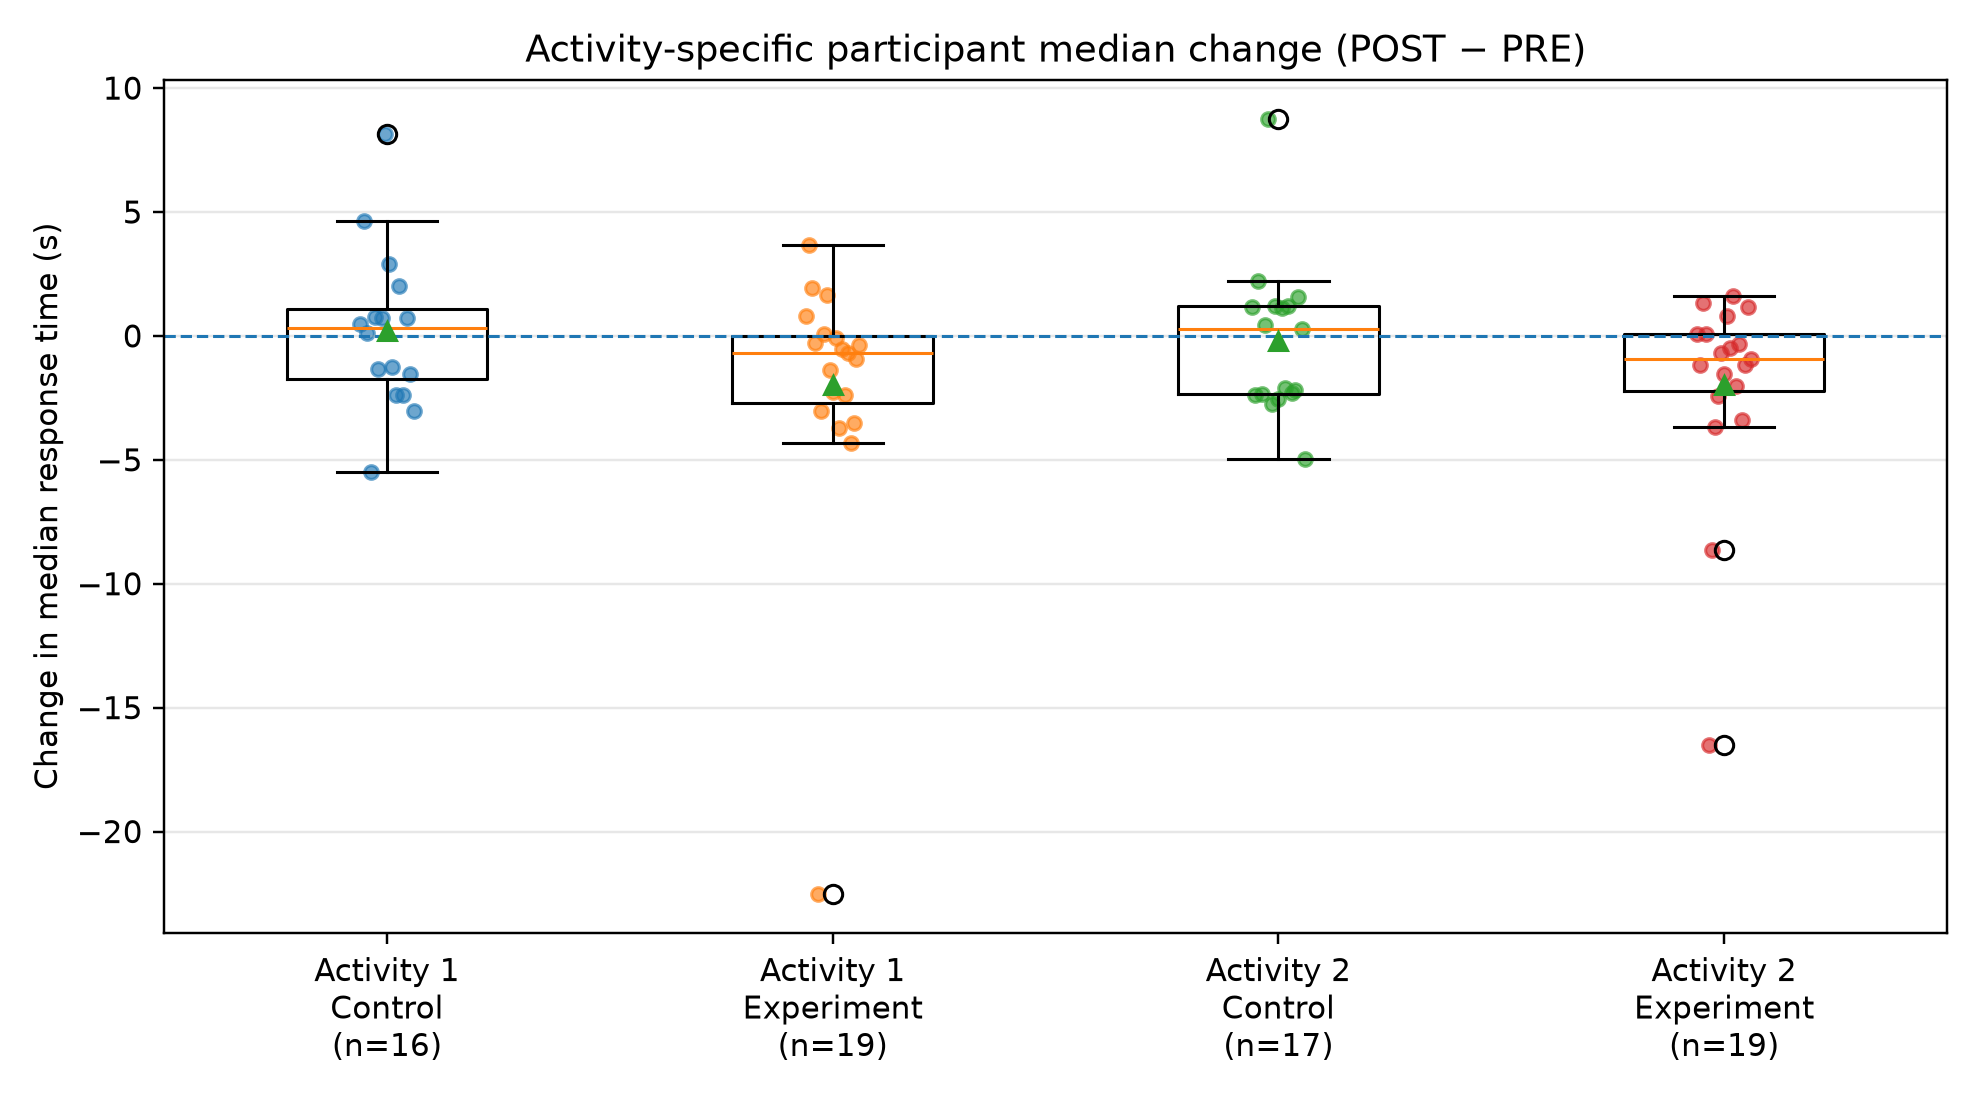 Activity-specific participant median change (POST − PRE)
Change in median response time (s)
10
5
0
−5
−10
−15
−20
Activity 1
Control
(n=16)
Activity 1
Experiment
(n=19)
Activity 2
Control
(n=17)
Activity 2
Experiment
(n=19)